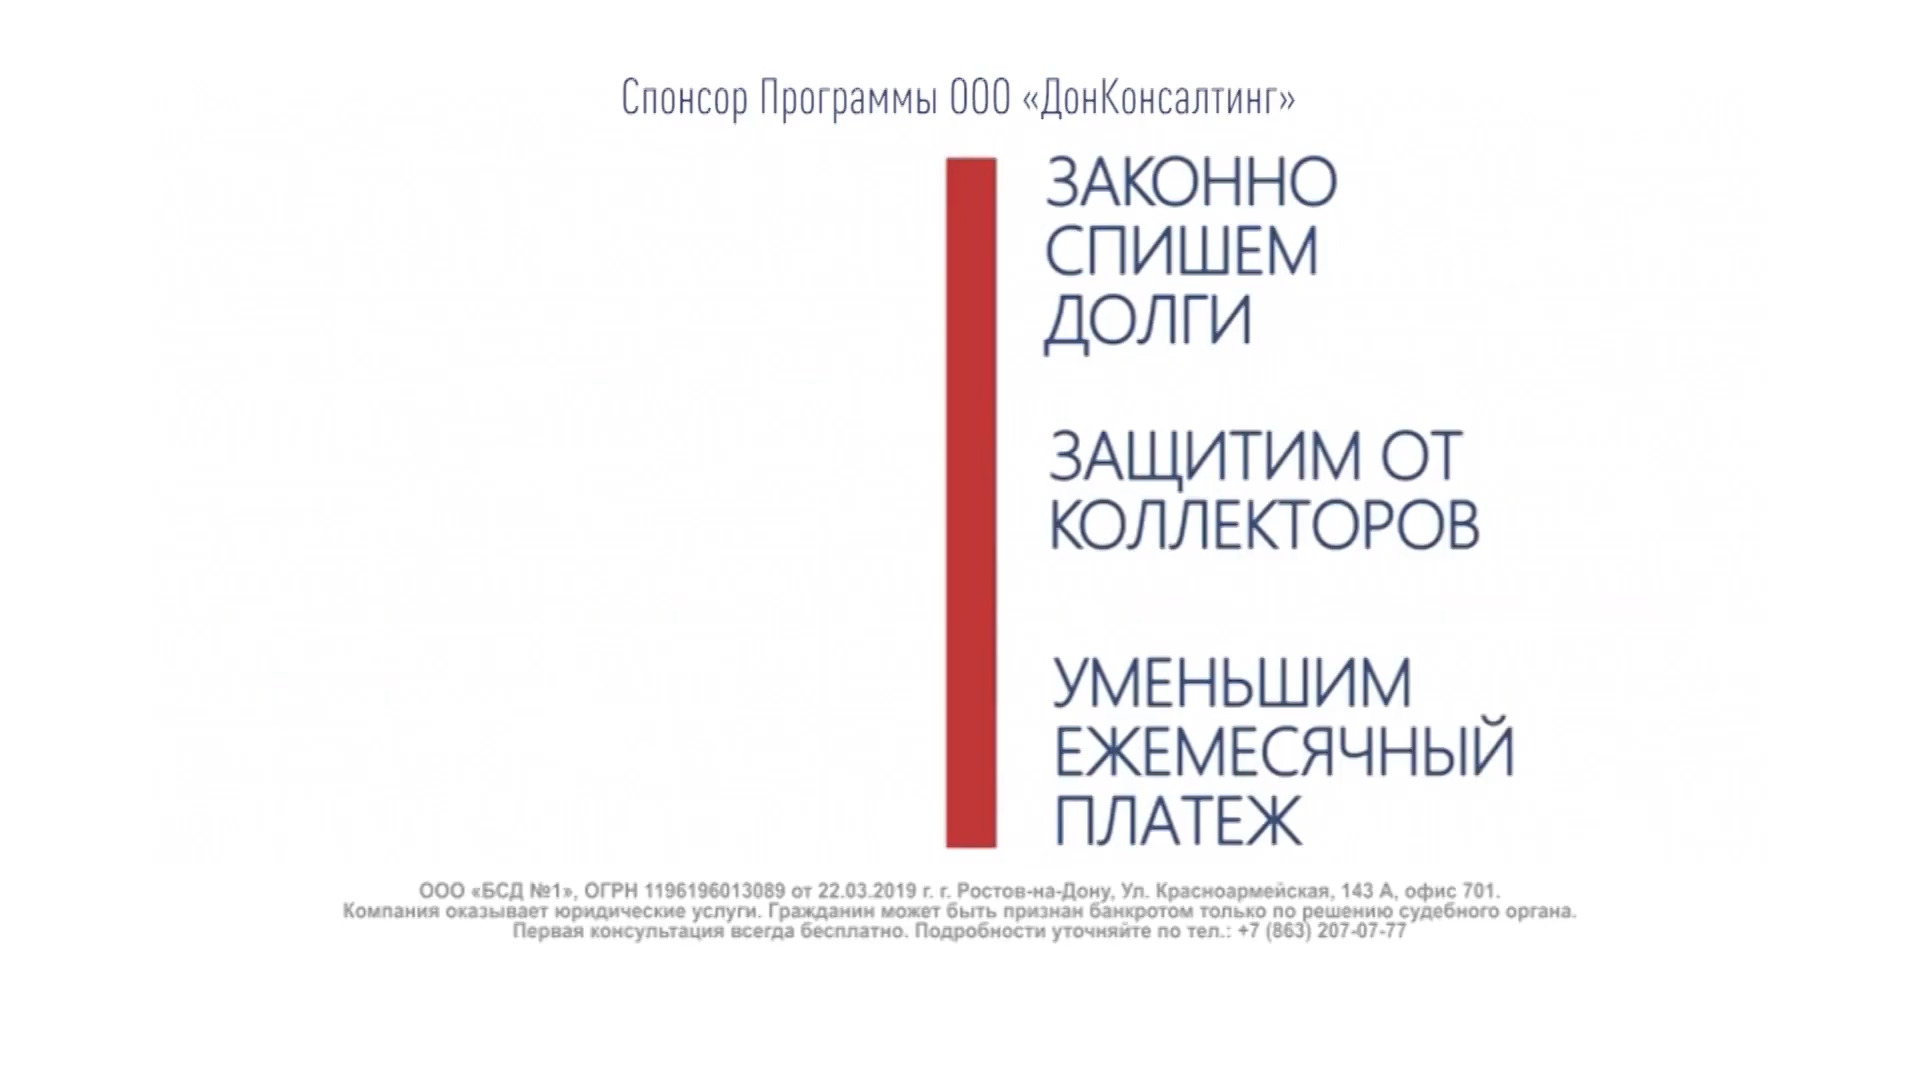 Спонсор Программы ООО «ДонКонсалтинг»
ЗАКОННО
СПИШЕМ
ДОЛГИ
ЗАЩИТИМ ОТ
КОЛЛЕКТОРОВ
УМЕНЬШИМ
ЕЖЕМЕСЯЧНЫЙ
ПЛАТЕЖ
ООО «БСД №1», ОГРН 1196196013089 от 22.03.2019 г. г. Ростов-на-Дону, Ул. Красноармейская, 143 А, офис 701.
Компания оказывает юридические услуги. Гражданин может быть признан банкротом только по решению судебного органа.
Первая консультация всегда бесплатно. Подробности уточняйте по тел.: +7 (863) 207-07-77